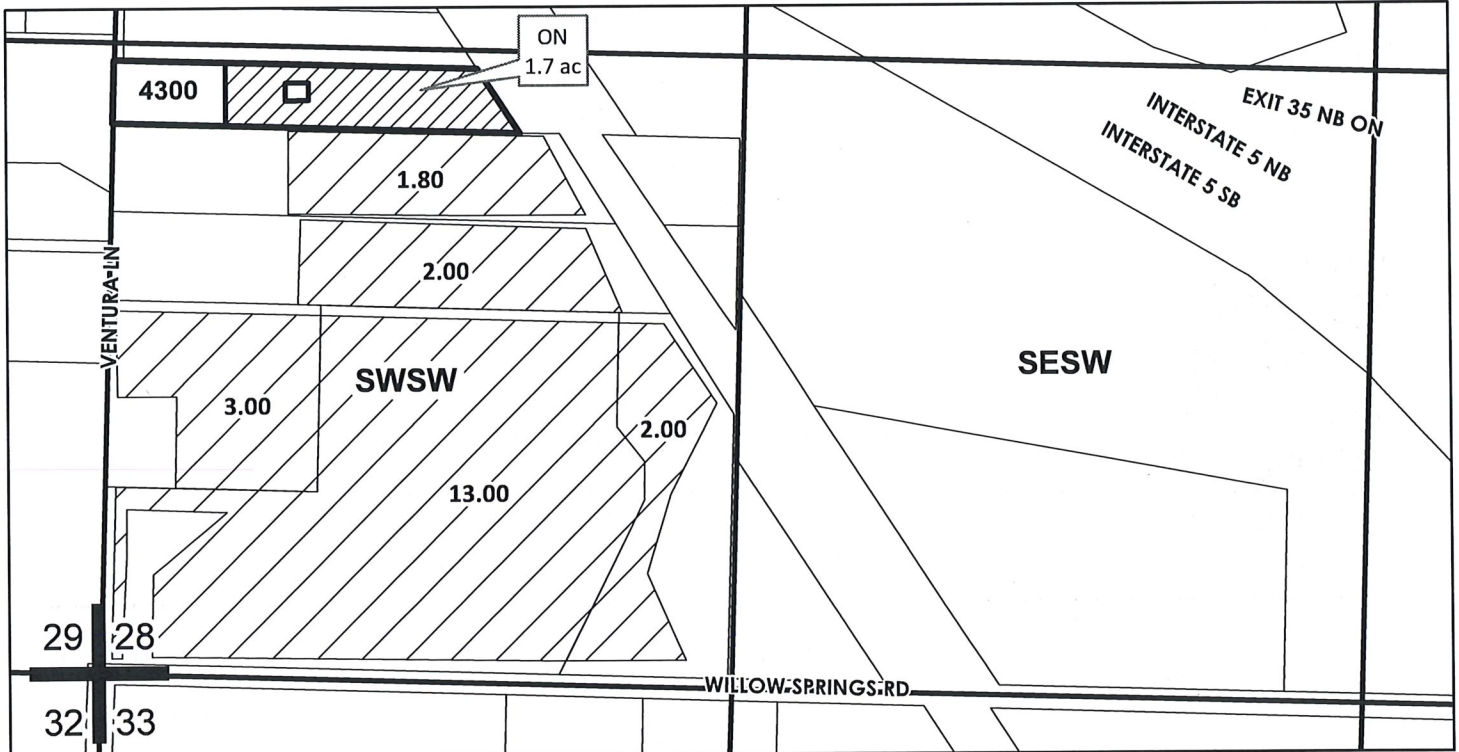 ON
1.7 ac
4300
EXIT 35 NB ON
INTERSTATE 5 NB
INTERSTATE 5 SB
1.80
2.00
VENTURA LN
SESW
SWSW
3.00
2.00
13.00
29 28
WILLOW SPRINGS RD
32 33